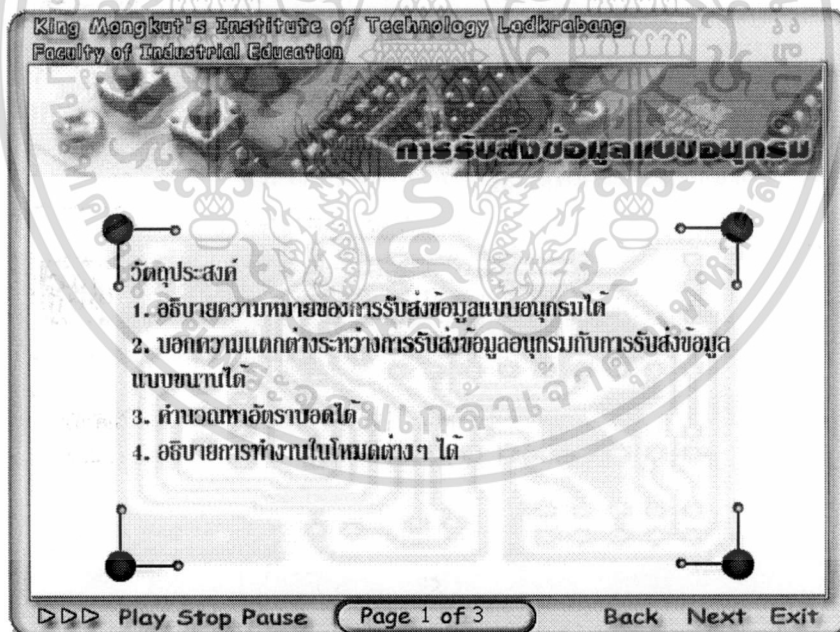 King Mongkut's Institute of Technology Ladkrabang
Faculty of Industrial Education
การรับส่งข้อมูลแบบอนุกรม
วัตถุประสงค์
1. อธิบายความหมายของการรับส่งข้อมูลแบบอนุกรมได้
2. บอกความแตกต่างระหว่างการรับส่งข้อมูลอนุกรมกับการรับส่งข้อมูล
แบบขนานได้
3. คำนวณหาอัตราบอดได้
4. อธิบายการทำงานในโหมดต่างๆ ได้
Play Stop Pause Page 1 of 3 Back Next Exit